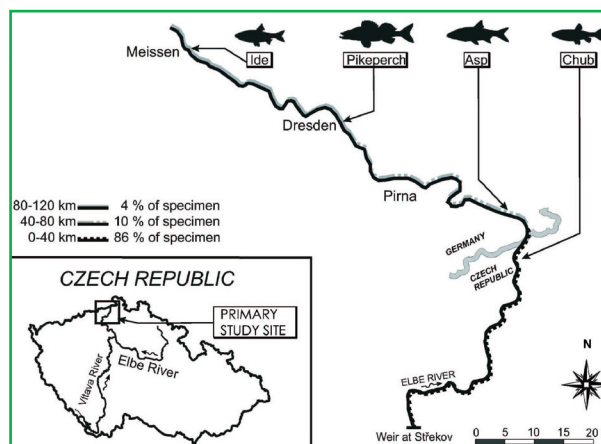 Meissen
Ide
Pikeperch
Asp
Chub
Dresden
Pirna
80-120 km 4 % of specimen
40-80 km 10 % of specimen
0-40 km 86 % of specimen
GERMANY
CZECH
REPUBLIC
CZECH REPUBLIC
PRIMARY
STUDY SITE
Elbe River
Vltava River
ELBE RIVER
Weir at Střekov
N
0 5 10 15 20